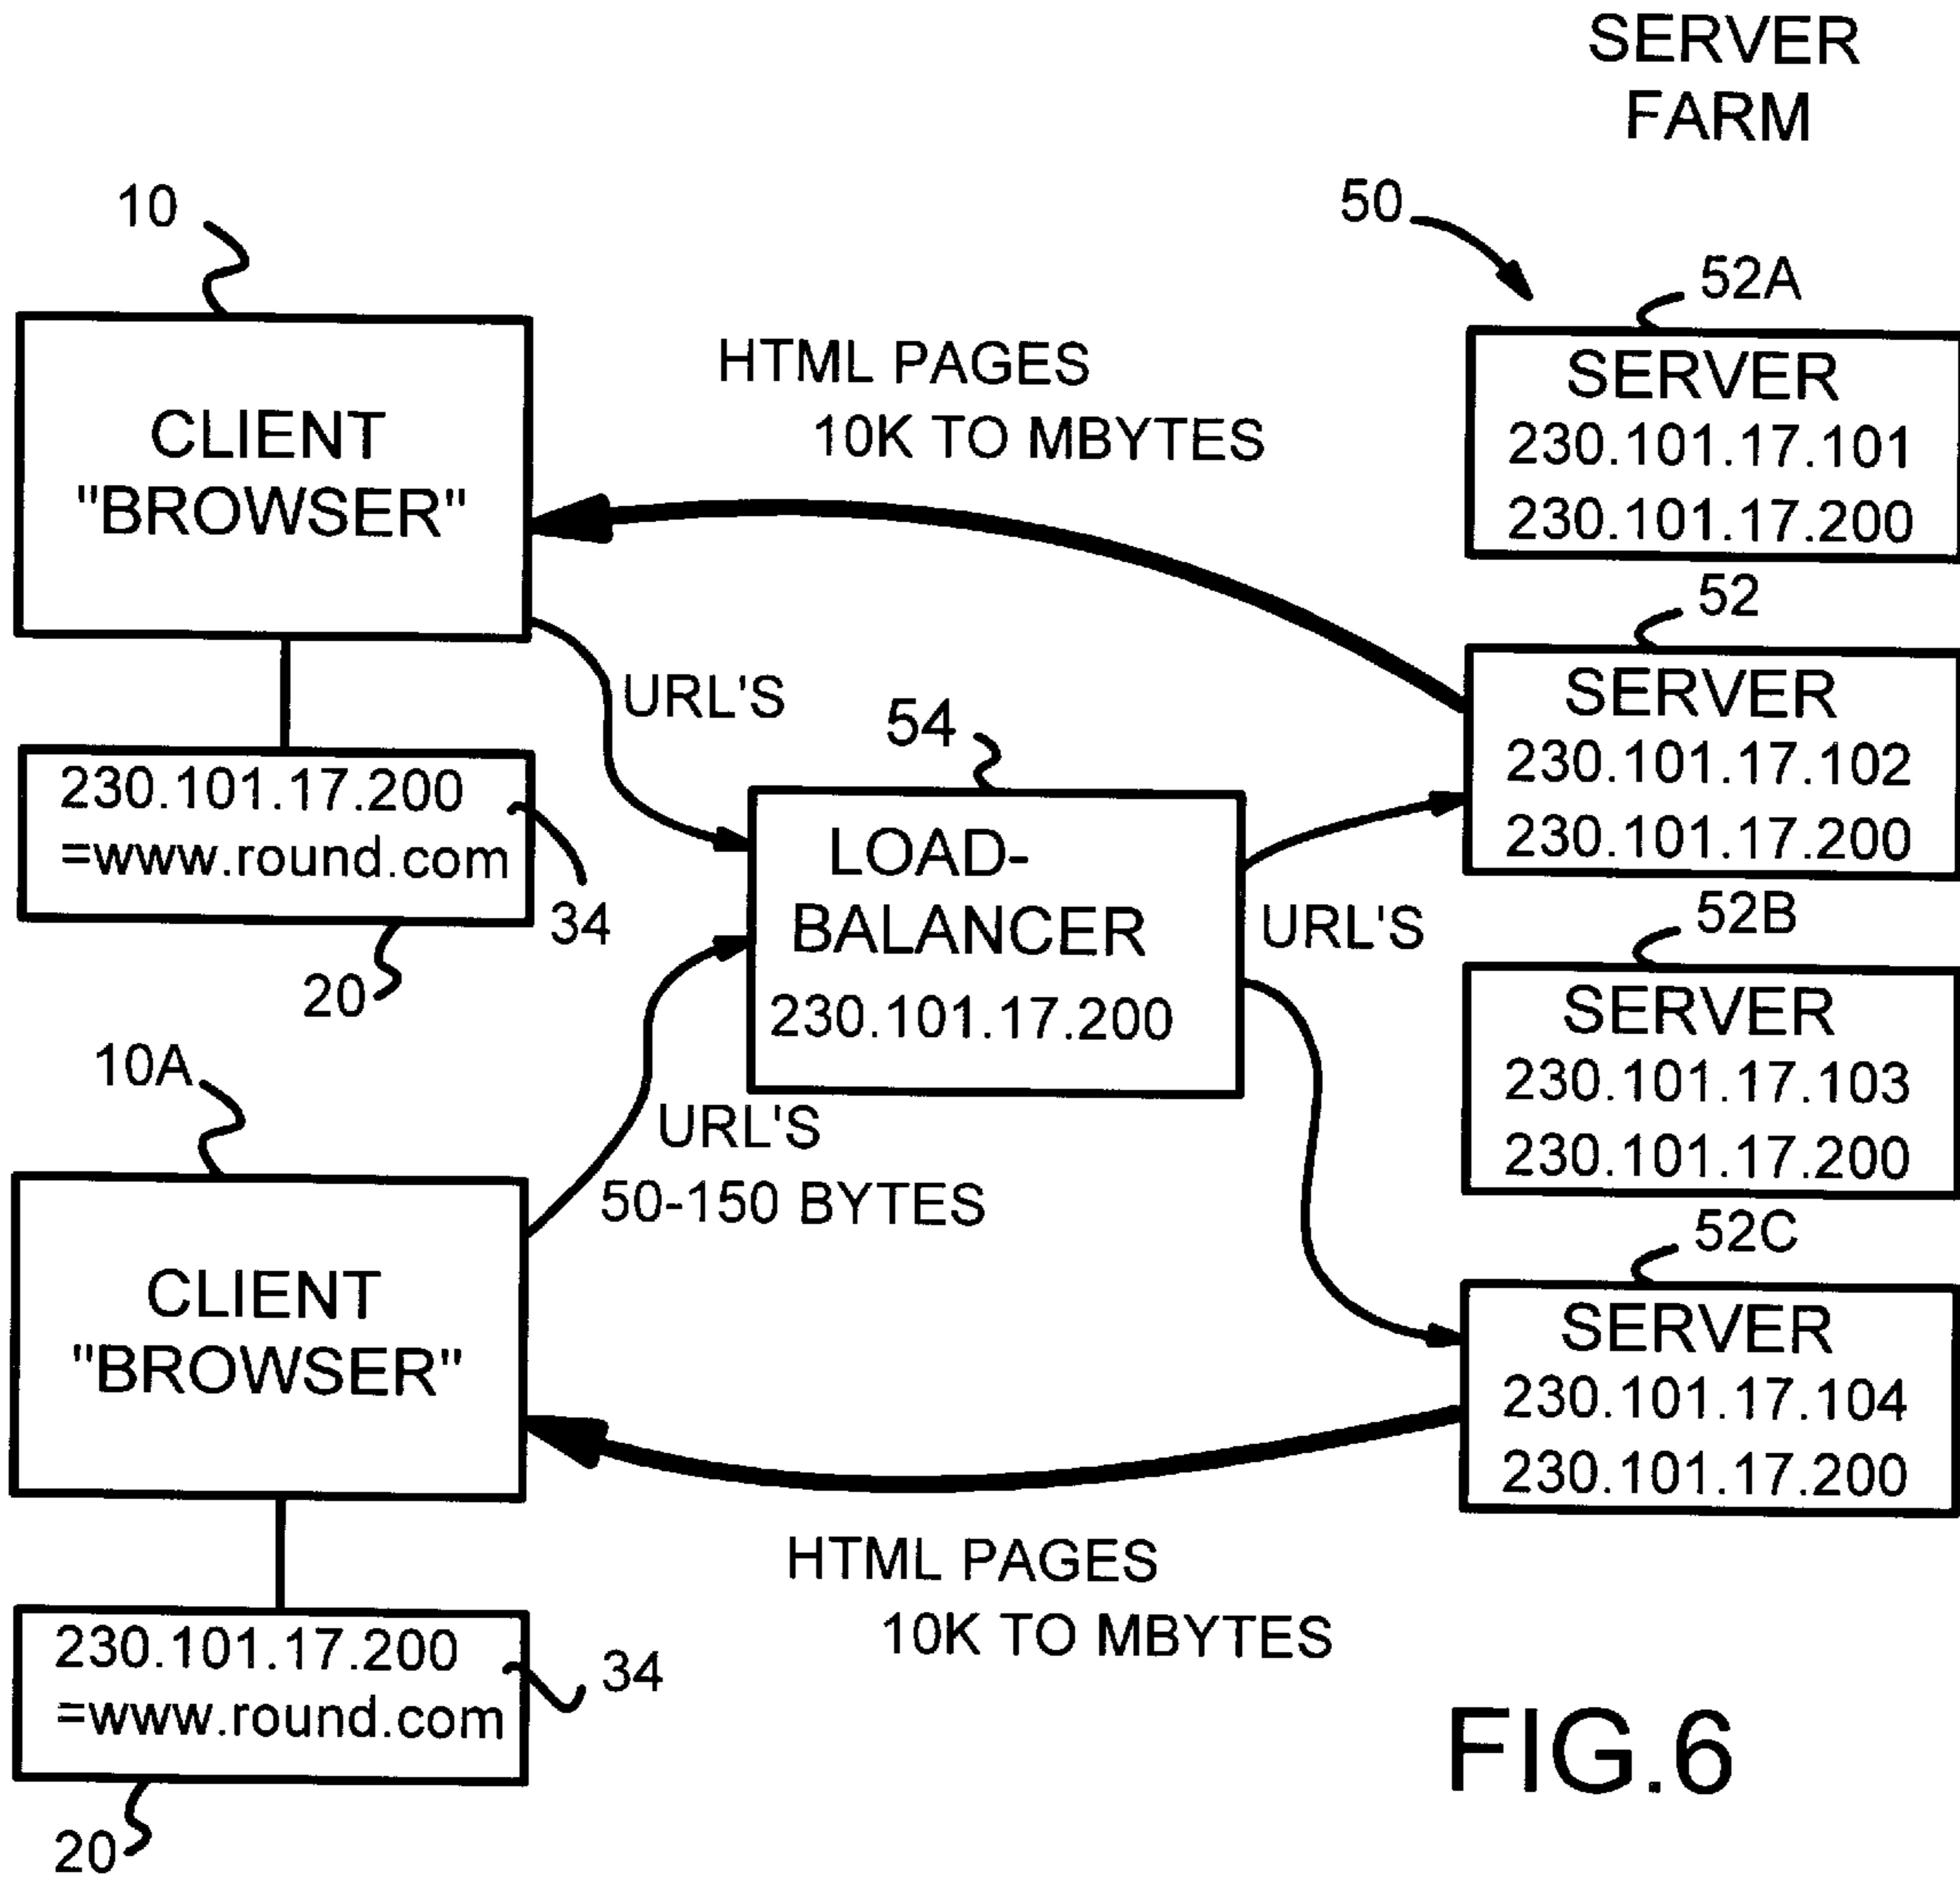 SERVER
FARM
10
50
52A
HTML PAGES
10K TO MBYTES
CLIENT
"BROWSER"
SERVER
230.101.17.101
230.101.17.200
52
URL'S
SERVER
230.101.17.102
230.101.17.200
54
230.101.17.200
=www.round.com
34
20
LOAD-
BALANCER
230.101.17.200
URL'S
52B
SERVER
230.101.17.103
230.101.17.200
10A
URL'S
50-150 BYTES
52C
CLIENT
"BROWSER"
SERVER
230.101.17.104
230.101.17.200
HTML PAGES
10K TO MBYTES
230.101.17.200
=www.round.com
34
20
FIG.6